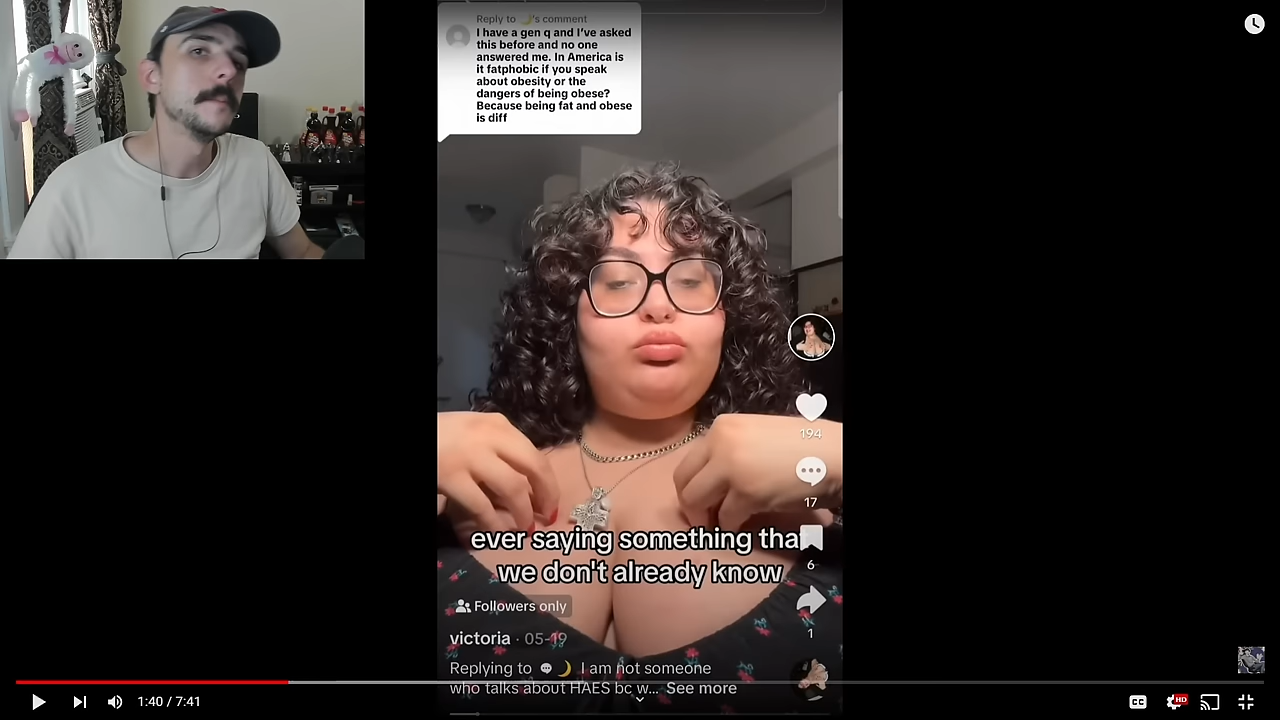 Reply to 🌙's comment
I have a gen q and I've asked
this before and no one
answered me. In America is
it fatphobic if you speak
about obesity or the
dangers of being obese?
Because being fat and obese
is diff
194
17
ever saying something that
we don't already know
6
Followers only
1
victoria · 05-19
Replying to 💬🌙 I am not someone
who talks about HAES bc w... See more
1:40 / 7:41
CC
HD